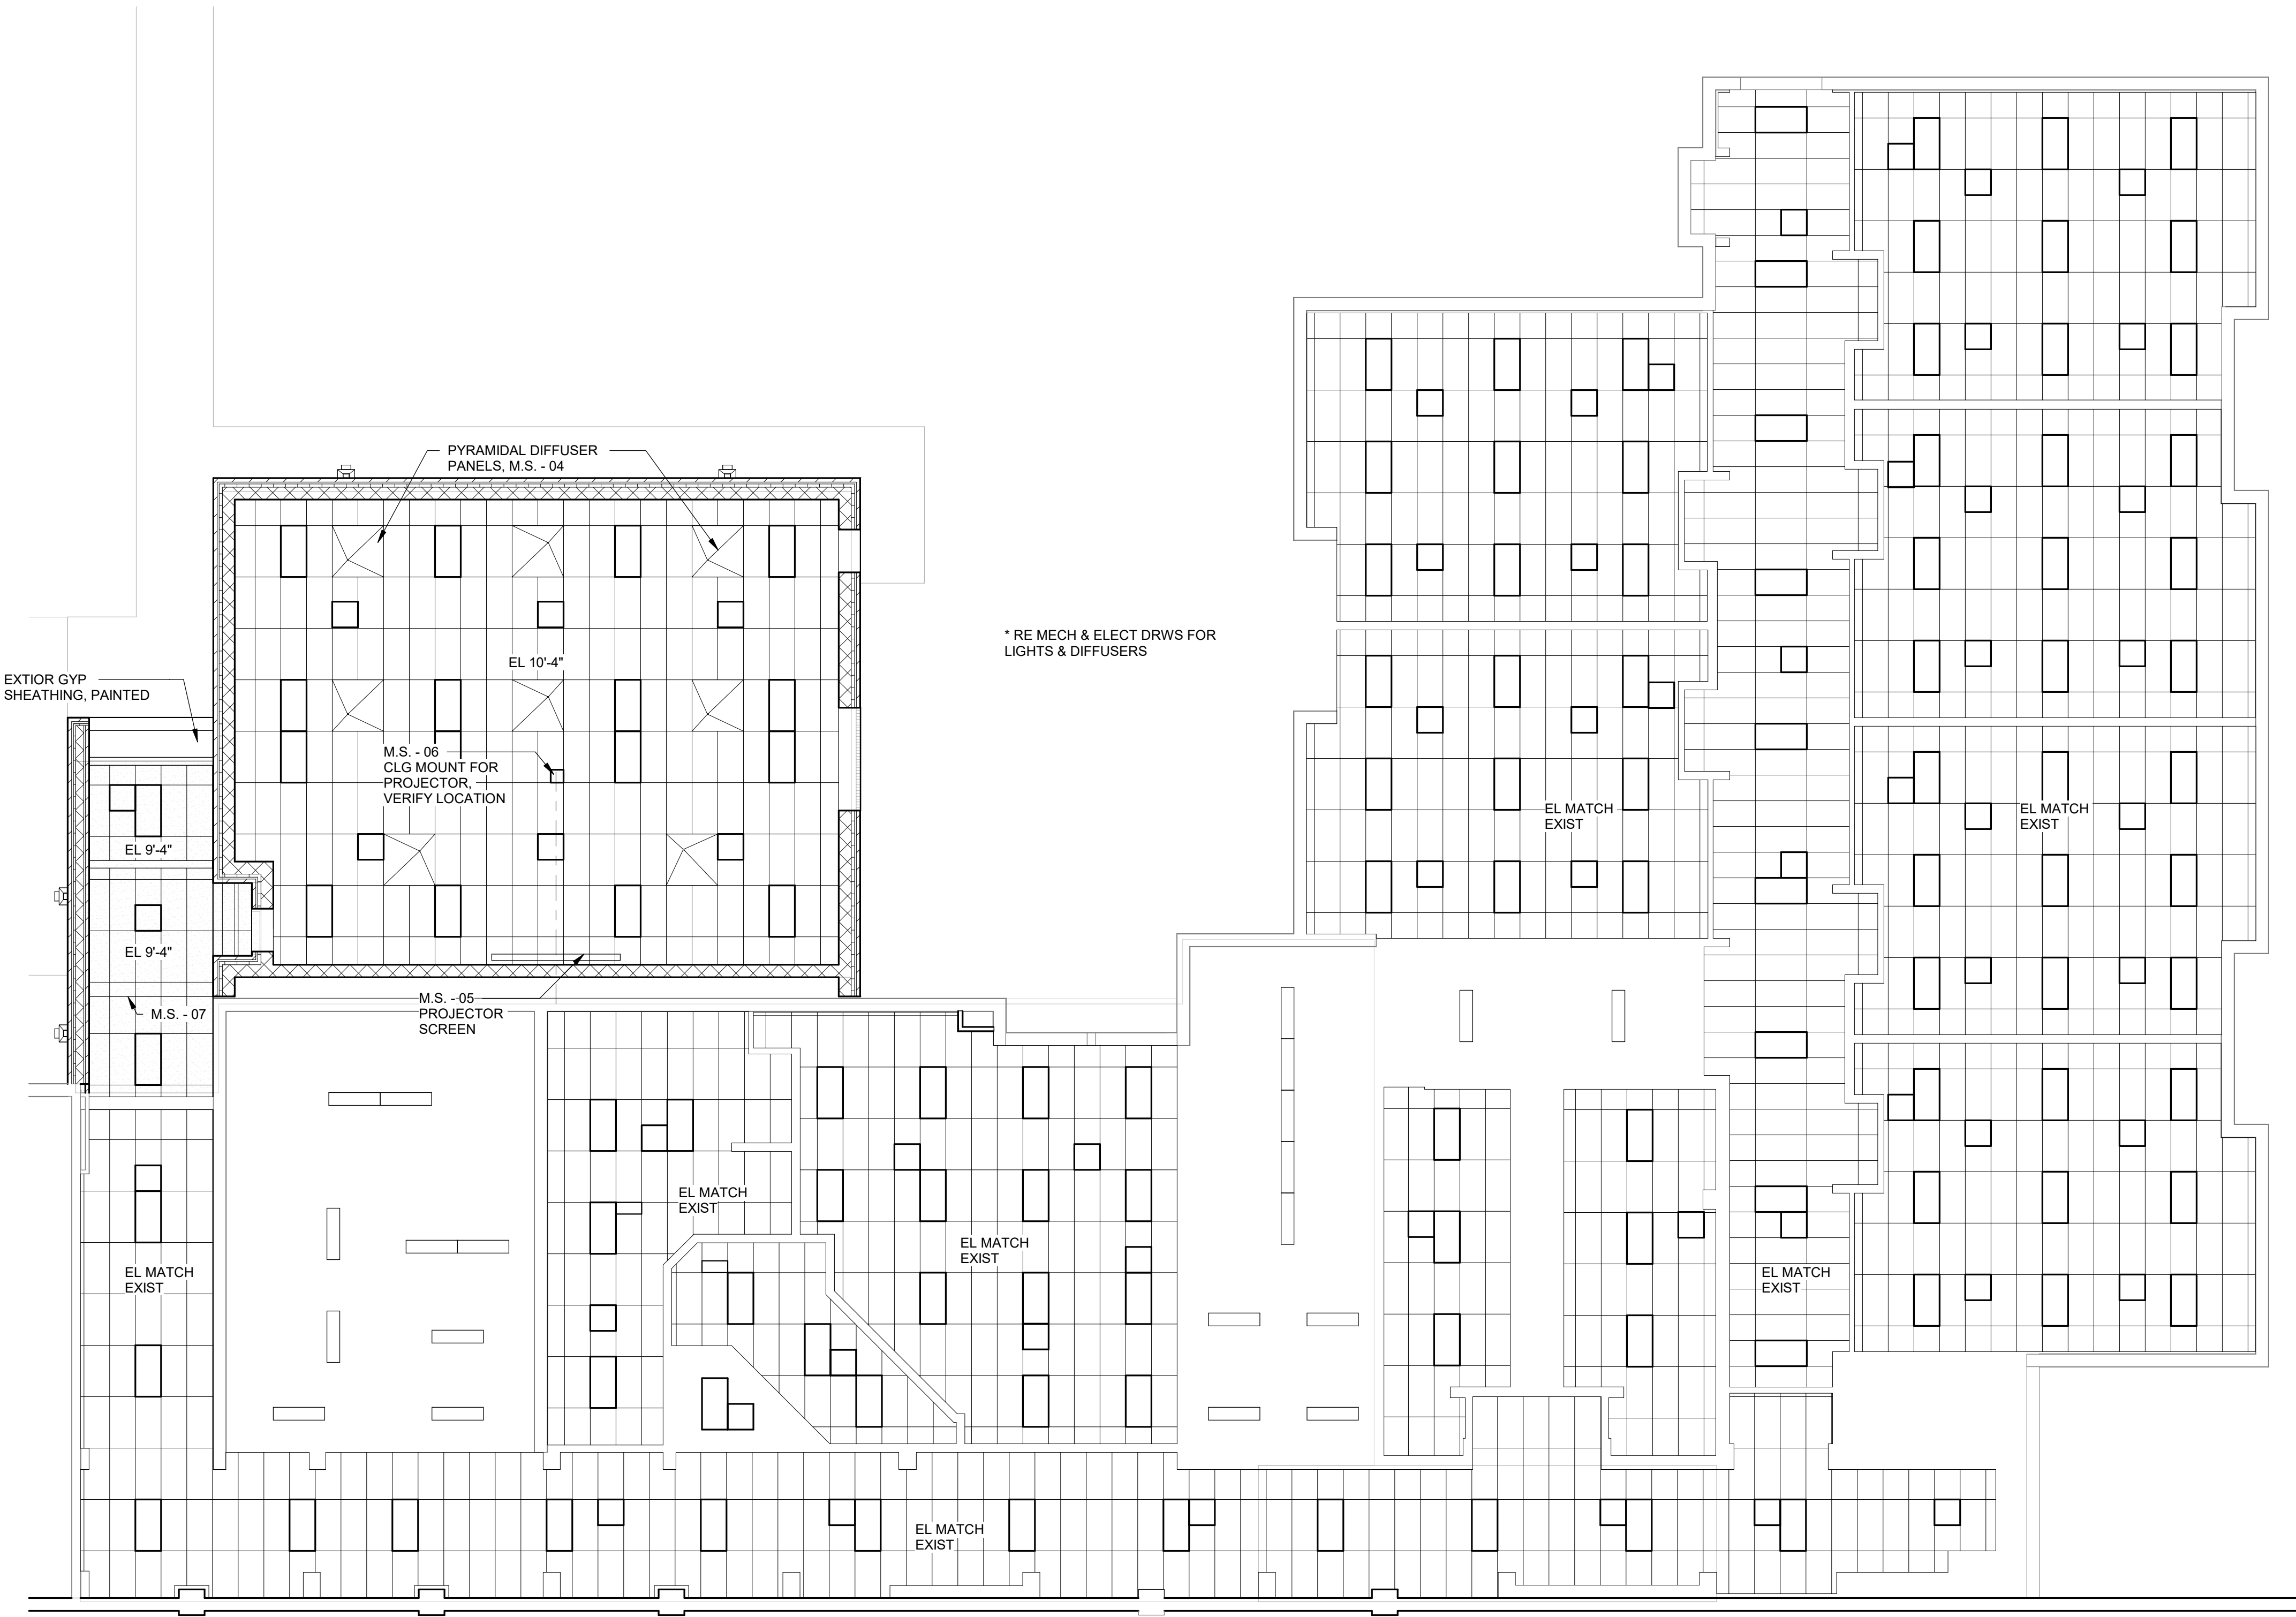 PYRAMIDAL DIFFUSER
PANELS, M.S. - 04
* RE MECH & ELECT DRWS FOR
LIGHTS & DIFFUSERS
EL 10'-4"
EXTIOR GYP
SHEATHING, PAINTED
M.S. - 06
CLG MOUNT FOR
PROJECTOR,
VERIFY LOCATION
EL MATCH
EXIST
EL MATCH
EXIST
EL 9'-4"
EL 9'-4"
M.S. - 05
PROJECTOR
SCREEN
M.S. - 07
EL MATCH
EXIST
EL MATCH
EXIST
EL MATCH
EXIST
EL MATCH
EXIST
EL MATCH
EXIST